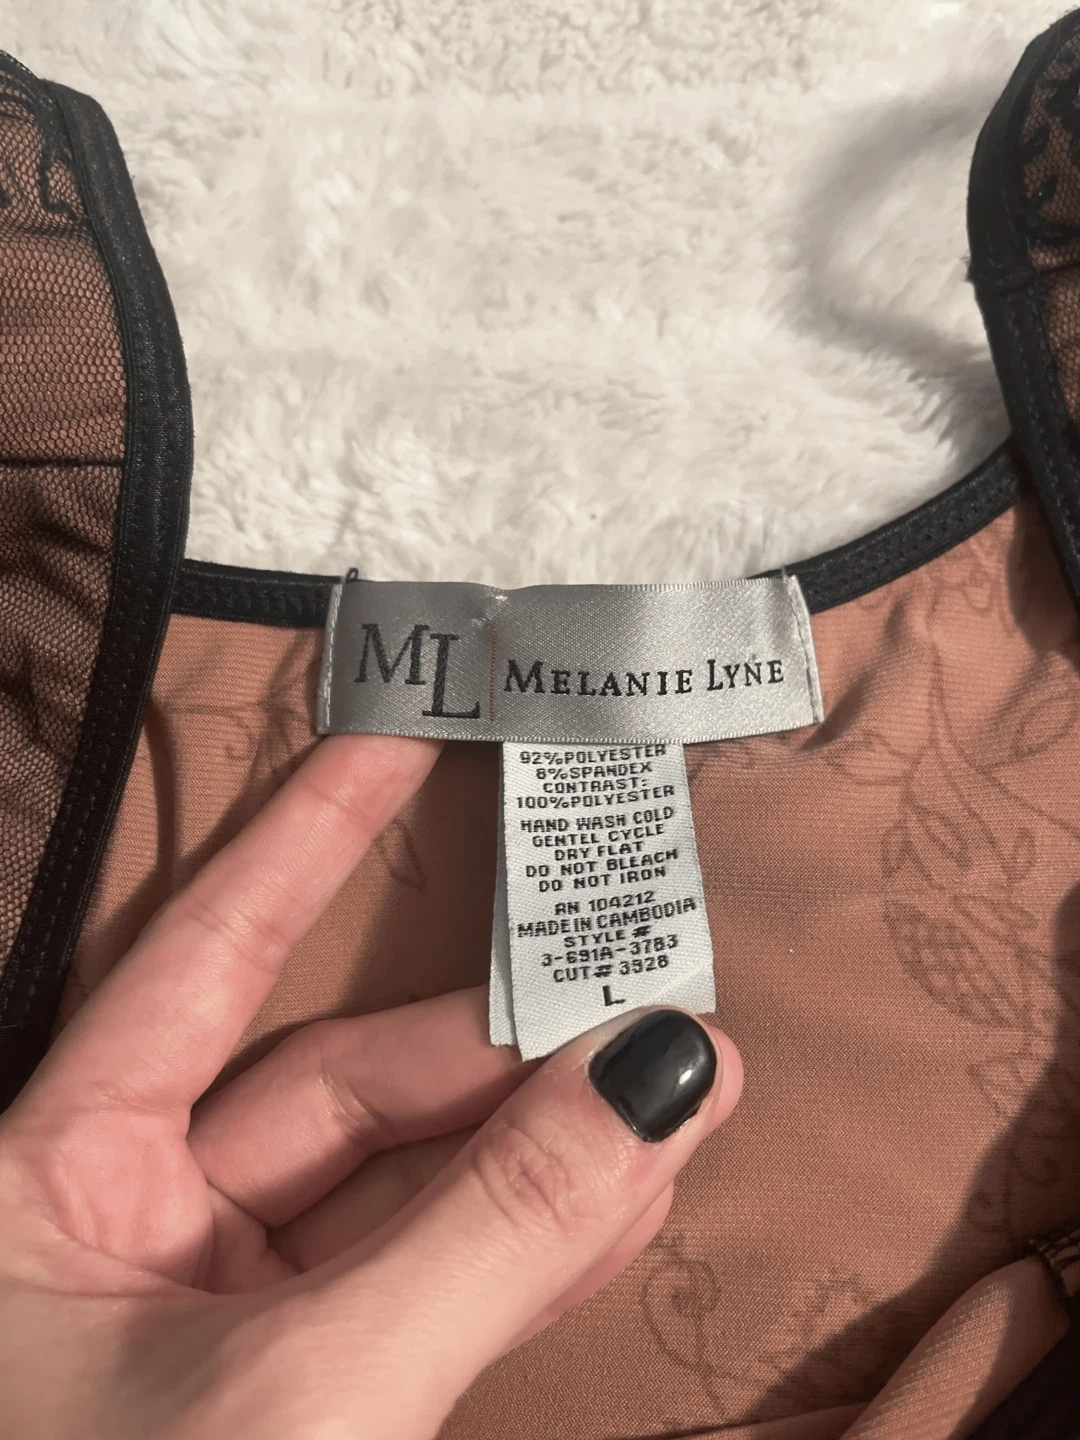 ML | MELANIE LYNE
92%POLYESTER
8%SPANDEX
CONTRAST:
100%POLYESTER
HAND WASH COLD
GENTEL CYCLE
DRY FLAT
DO NOT BLEACH
DO NOT IRON
RN 104212
MADE IN CAMBODIA
STYLE #
3-691A-3783
CUT# 3928
L